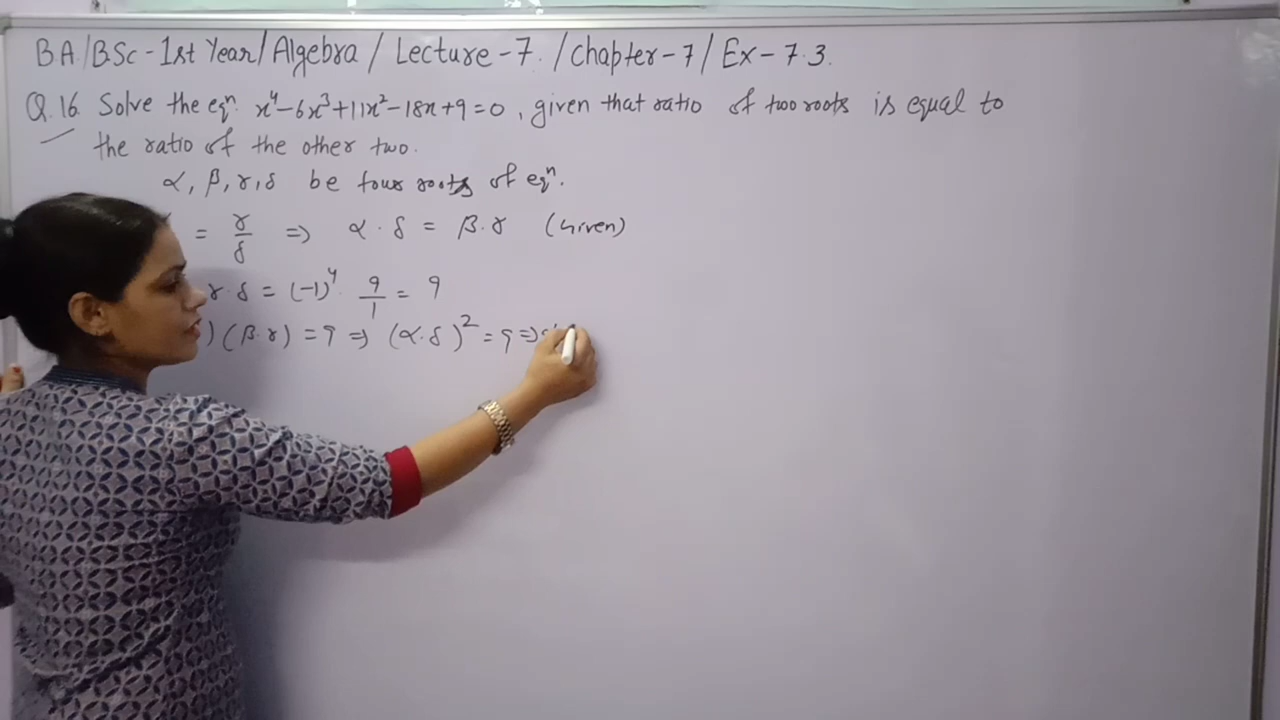 BA/BSc - 1st Year/Algebra / Lecture - 7. /Chapter - 7/ Ex - 7.3.
Q.16. Solve the eqⁿ. x⁴-6x³+11x²-18x+9=0, given that ratio of two roots is equal to
the ratio of the other two.
α, β, γ, δ be four roots of eqⁿ.
= γ/δ => α . δ = β.γ (Given)
γ.δ = (-1)⁴. 9/1 = 9
) (β.γ) = 9 => (α.δ)² = 9 =>